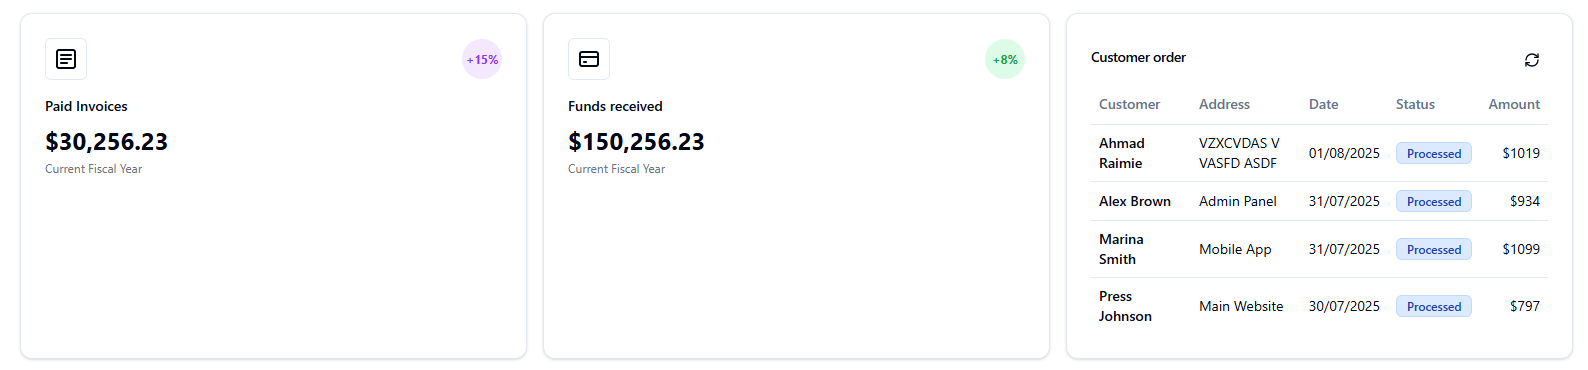 +15%
Paid Invoices
$30,256.23
Current Fiscal Year
+8%
Funds received
$150,256.23
Current Fiscal Year
Customer order
Customer Address Date Status Amount
Ahmad Raimie VZXCVDAS V VASFD ASDF 01/08/2025 Processed $1019
Alex Brown Admin Panel 31/07/2025 Processed $934
Marina Smith Mobile App 31/07/2025 Processed $1099
Press Johnson Main Website 30/07/2025 Processed $797